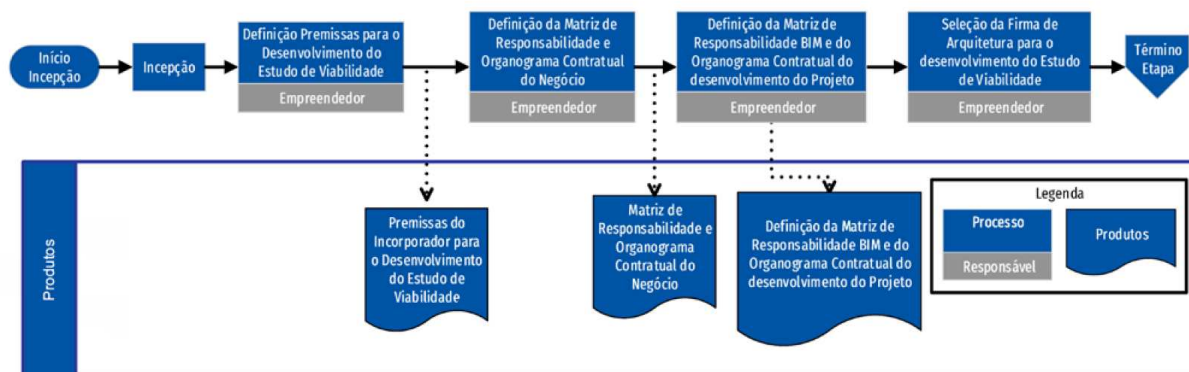 Início
Incepção
Incepção
Definição Premissas para o
Desenvolvimento do
Estudo de Viabilidade
Empreendedor
Definição da Matriz de
Responsabilidade e
Organograma Contratual
do Negócio
Empreendedor
Definição da Matriz de
Responsabilidade BIM e do
Organograma Contratual do
desenvolvimento do Projeto
Empreendedor
Seleção da Firma de
Arquitetura para o
desenvolvimento do Estudo
de Viabilidade
Empreendedor
Término
Etapa
Produtos
Premissas do
Incorporador para
o Desenvolvimento
do Estudo de
Viabilidade
Matriz de
Responsabilidade e
Organograma
Contratual do
Negócio
Definição da Matriz de
Responsabilidade BIM e do
Organograma Contratual do
desenvolvimento do Projeto
Legenda
Processo
Responsável
Produtos